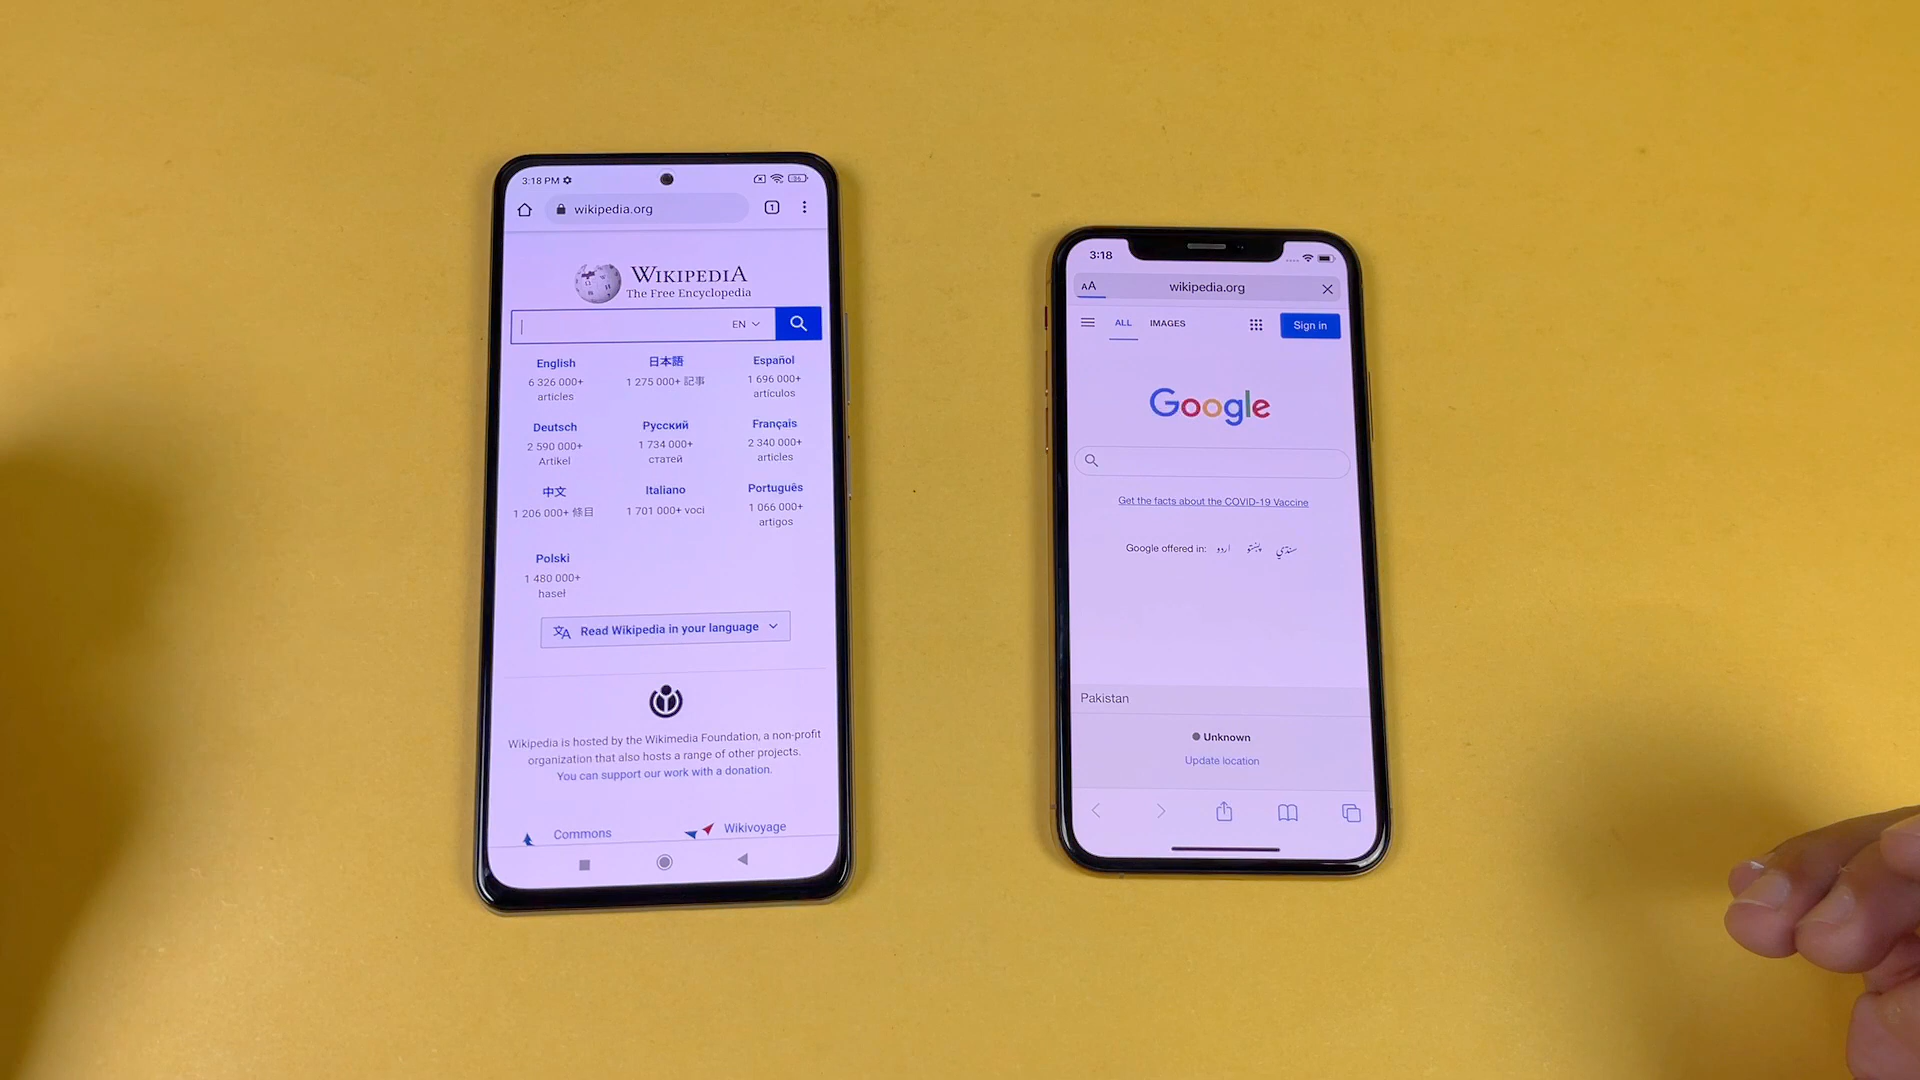 3:18 PM
96
wikipedia.org
1
WIKIPEDIA
The Free Encyclopedia
EN
English
6 326 000+
articles
日本語
1 275 000+ 記事
Español
1 696 000+
artículos
Deutsch
2 590 000+
Artikel
Русский
1 734 000+
статей
Français
2 340 000+
articles
中文
1 206 000+ 條目
Italiano
1 701 000+ voci
Português
1 066 000+
artigos
Polski
1 480 000+
haseł
Read Wikipedia in your language
Wikipedia is hosted by the Wikimedia Foundation, a non-profit
organization that also hosts a range of other projects.
You can support our work with a donation.
Commons
Wikivoyage
3:18
AA
wikipedia.org
ALL
IMAGES
Sign in
Google
Get the facts about the COVID-19 Vaccine
Google offered in: اردو پښتو سنڌي
Pakistan
Unknown
Update location